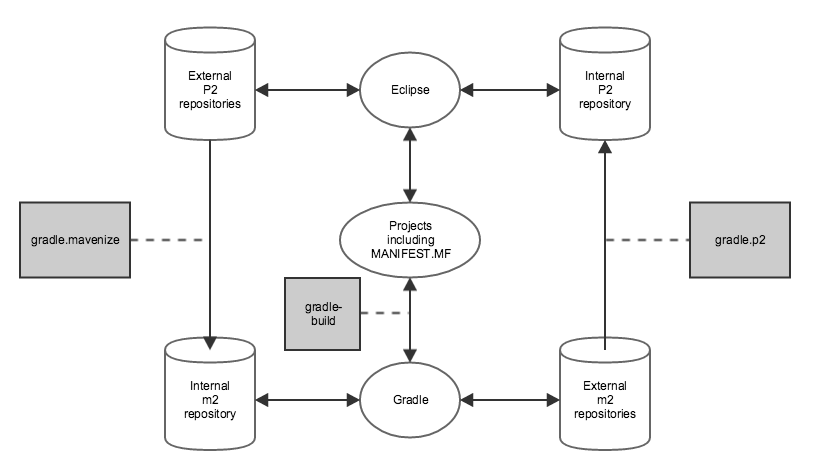 External
P2
repositories
Eclipse
Internal
P2
repository
gradle.mavenize
Projects
including
MANIFEST.MF
gradle.p2
gradle-
build
Internal
m2
repository
Gradle
External
m2
repositories